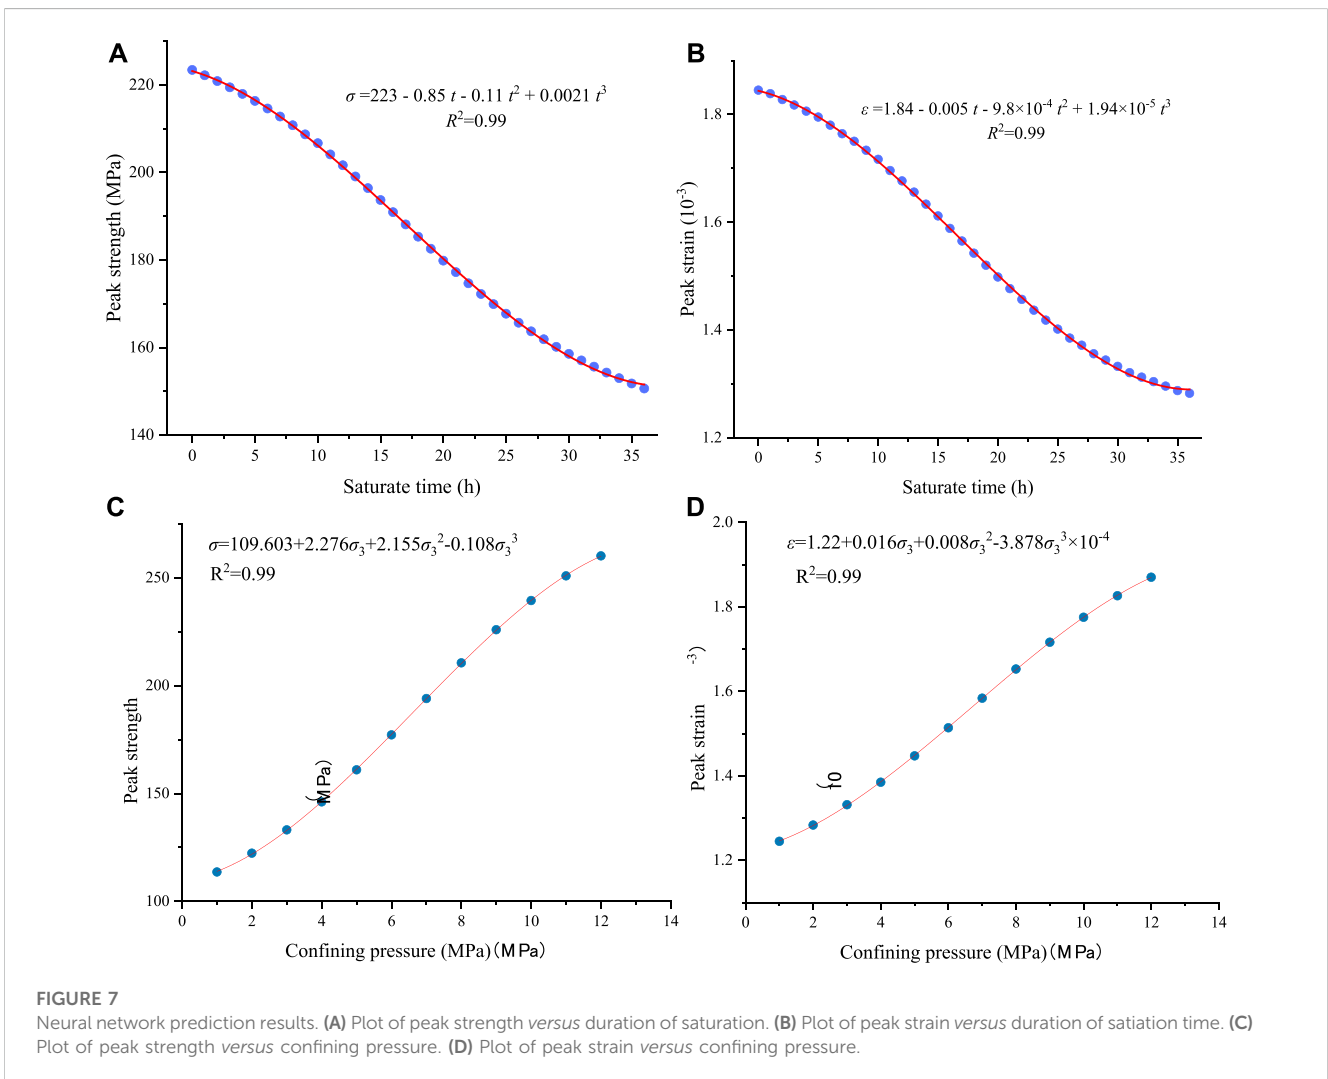 A
220
200
180
160
140
Peak strength (MPa)
σ =223 - 0.85 t - 0.11 t² + 0.0021 t³
R²=0.99
0 5 10 15 20 25 30 35
Saturate time (h)
B
1.8
1.6
1.4
1.2
Peak strain (10⁻³)
ε =1.84 - 0.005 t - 9.8×10⁻⁴ t² + 1.94×10⁻⁵ t³
R²=0.99
0 5 10 15 20 25 30 35
Saturate time (h)
C
250
200
150
100
Peak strength
(MPa)
σ=109.603+2.276σ₃+2.155σ₃²-0.108σ₃³
R²=0.99
0 2 4 6 8 10 12 14
Confining pressure (MPa)(MPa)
D
2.0
1.8
1.6
1.4
1.2
Peak strain
-3)
ε=1.22+0.016σ₃+0.008σ₃²-3.878σ₃³×10⁻⁴
R²=0.99
0 2 4 6 8 10 12 14
Confining pressure (MPa)(MPa)
FIGURE 7
Neural network prediction results. (A) Plot of peak strength versus duration of saturation. (B) Plot of peak strain versus duration of satiation time. (C)
Plot of peak strength versus confining pressure. (D) Plot of peak strain versus confining pressure.